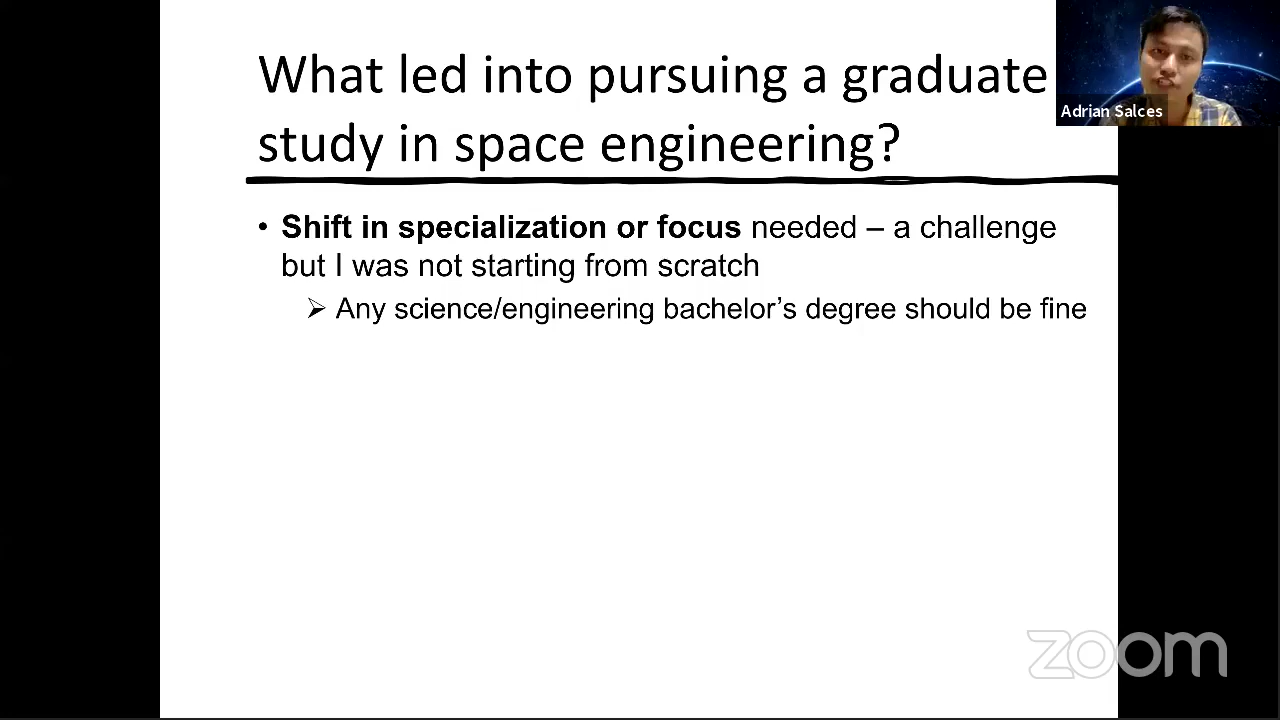 What led into pursuing a graduate
study in space engineering?
Adrian Salces
• Shift in specialization or focus needed – a challenge
but I was not starting from scratch
➢ Any science/engineering bachelor’s degree should be fine
zoom